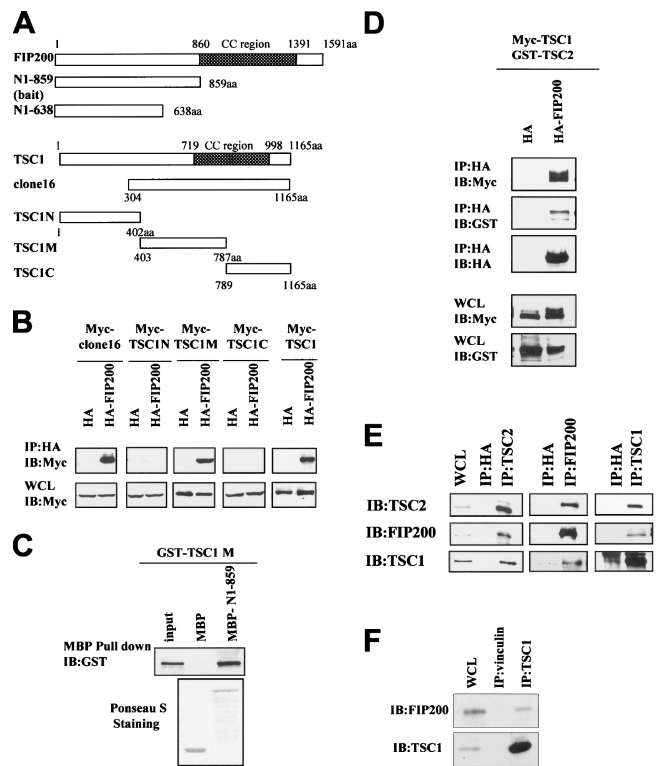 A
1 860 CC region 1391 1591aa
FIP200
N1-859
(bait)
859aa
N1-638
638aa
1 719 CC region 998 1165aa
TSC1
clone16
304 1165aa
TSC1N
1 402aa
TSC1M
403 787aa
TSC1C
789 1165aa
B
Myc-clone16 Myc-TSC1N Myc-TSC1M Myc-TSC1C Myc-TSC1
HA HA-FIP200 HA HA-FIP200 HA HA-FIP200 HA HA-FIP200 HA HA-FIP200
IP:HA
IB:Myc
WCL
IB:Myc
C
GST-TSC1 M
input MBP MBP- N1-859
MBP Pull down
IB:GST
Ponseau S
Staining
D
Myc-TSC1
GST-TSC2
HA HA-FIP200
IP:HA
IB:Myc
IP:HA
IB:GST
IP:HA
IB:HA
WCL
IB:Myc
WCL
IB:GST
E
WCL IP:HA IP:TSC2 IP:HA IP:FIP200 IP:HA IP:TSC1
IB:TSC2
IB:FIP200
IB:TSC1
F
WCL IP:vinculin IP:TSC1
IB:FIP200
IB:TSC1